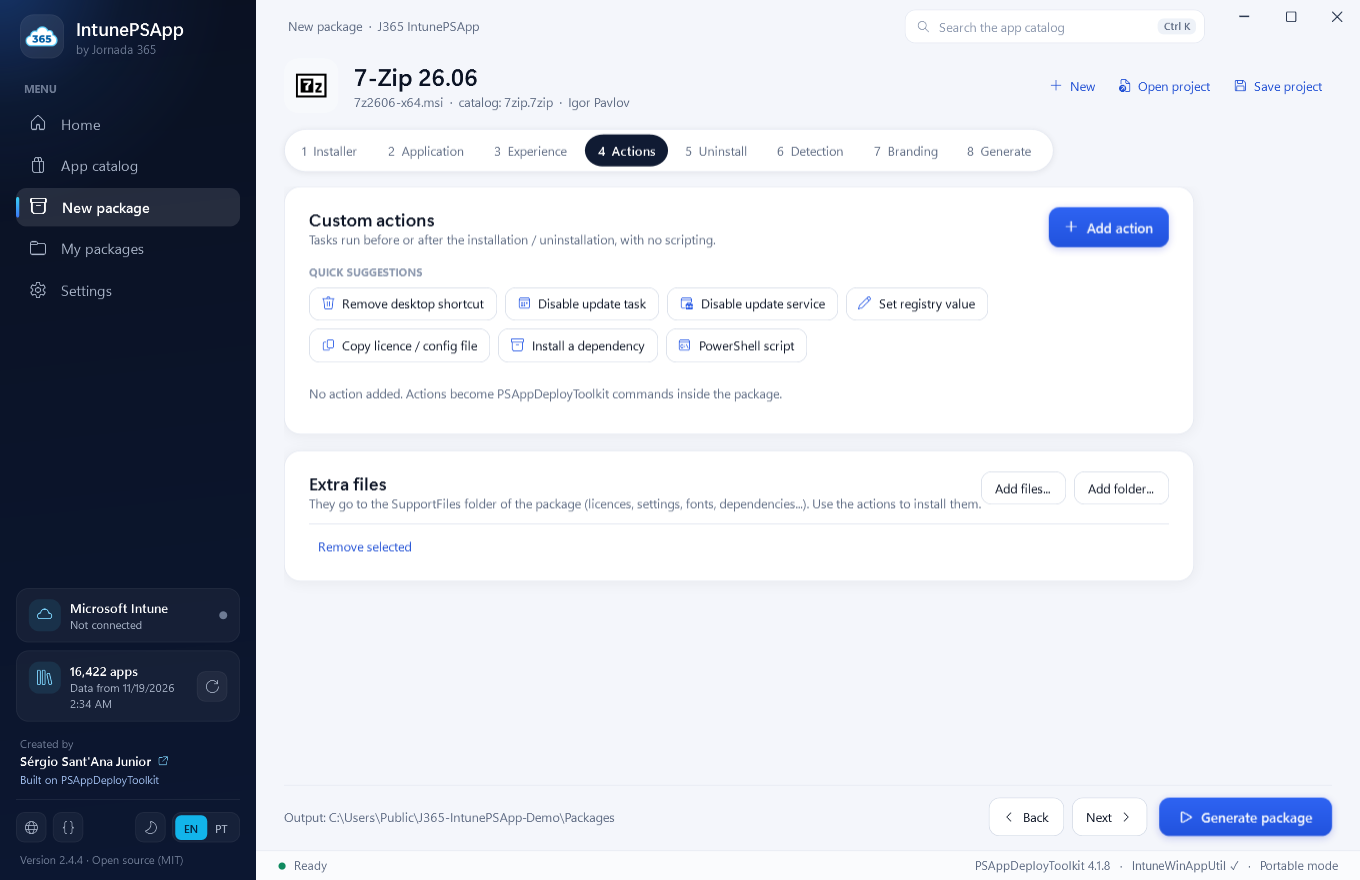 365
IntunePSApp
by Jornada 365
MENU
Home
App catalog
New package
My packages
Settings
Microsoft Intune
Not connected
16,422 apps
Data from 11/19/2026
2:34 AM
Created by
Sérgio Sant'Ana Junior
Built on PSAppDeployToolkit
{} EN PT
Version 2.4.4 · Open source (MIT)
New package · J365 IntunePSApp
Search the app catalog Ctrl K
7z
7-Zip 26.06
7z2606-x64.msi · catalog: 7zip.7zip · Igor Pavlov
New Open project Save project
1 Installer 2 Application 3 Experience 4 Actions 5 Uninstall 6 Detection 7 Branding 8 Generate
Custom actions
Tasks run before or after the installation / uninstallation, with no scripting.
+ Add action
QUICK SUGGESTIONS
Remove desktop shortcut Disable update task Disable update service Set registry value
Copy licence / config file Install a dependency PowerShell script
No action added. Actions become PSAppDeployToolkit commands inside the package.
Extra files
They go to the SupportFiles folder of the package (licences, settings, fonts, dependencies...). Use the actions to install them.
Add files... Add folder...
Remove selected
Output: C:\Users\Public\J365-IntunePSApp-Demo\Packages
Back Next Generate package
Ready
PSAppDeployToolkit 4.1.8 · IntuneWinAppUtil ✓ · Portable mode